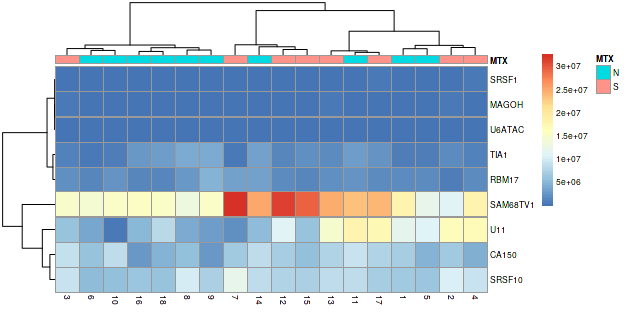 MTX
SRSF1
MAGOH
U6ATAC
TIA1
RBM17
SAM68TV1
U11
CA150
SRSF10
3 6 10 16 18 8 9 7 14 12 15 13 11 17 1 5 2 4
3e+07
2.5e+07
2e+07
1.5e+07
1e+07
5e+06
MTX
N
S